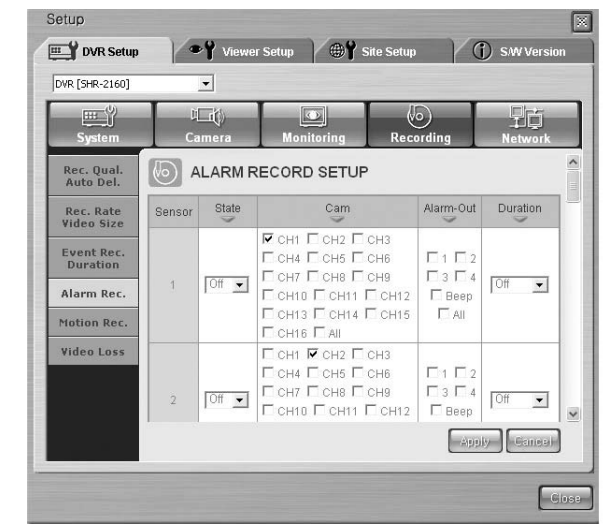 Setup
DVR Setup Viewer Setup Site Setup S/W Version
DVR [SHR-2160]
System Camera Monitoring Recording Network
Rec. Qual.
Auto Del.
Rec. Rate
Video Size
Event Rec.
Duration
Alarm Rec.
Motion Rec.
Video Loss
ALARM RECORD SETUP
Sensor State Cam Alarm-Out Duration
1 Off
CH1 CH2 CH3
CH4 CH5 CH6
CH7 CH8 CH9
CH10 CH11 CH12
CH13 CH14 CH15
CH16 All
1 2
3 4
Beep
All
Off
2 Off
CH1 CH2 CH3
CH4 CH5 CH6
CH7 CH8 CH9
CH10 CH11 CH12
1 2
3 4
Beep
Off
Apply Cancel
Close